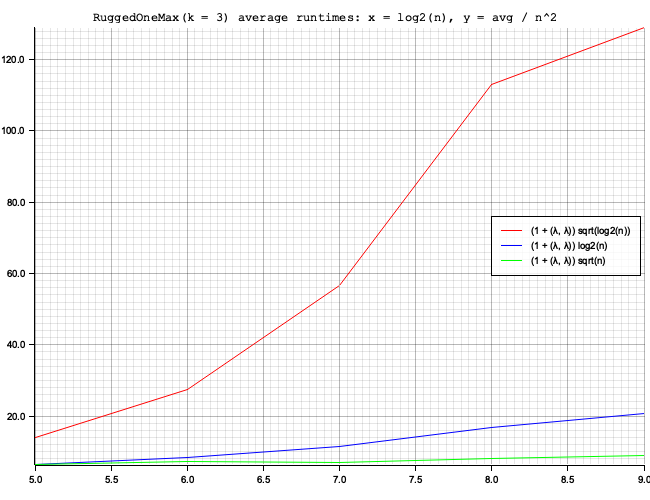 RuggedOneMax(k = 3) average runtimes: x = log2(n), y = avg / n^2
120.0
100.0
80.0
60.0
40.0
20.0
(1 + (λ, λ)) sqrt(log2(n))
(1 + (λ, λ)) log2(n)
(1 + (λ, λ)) sqrt(n)
5.0 5.5 6.0 6.5 7.0 7.5 8.0 8.5 9.0